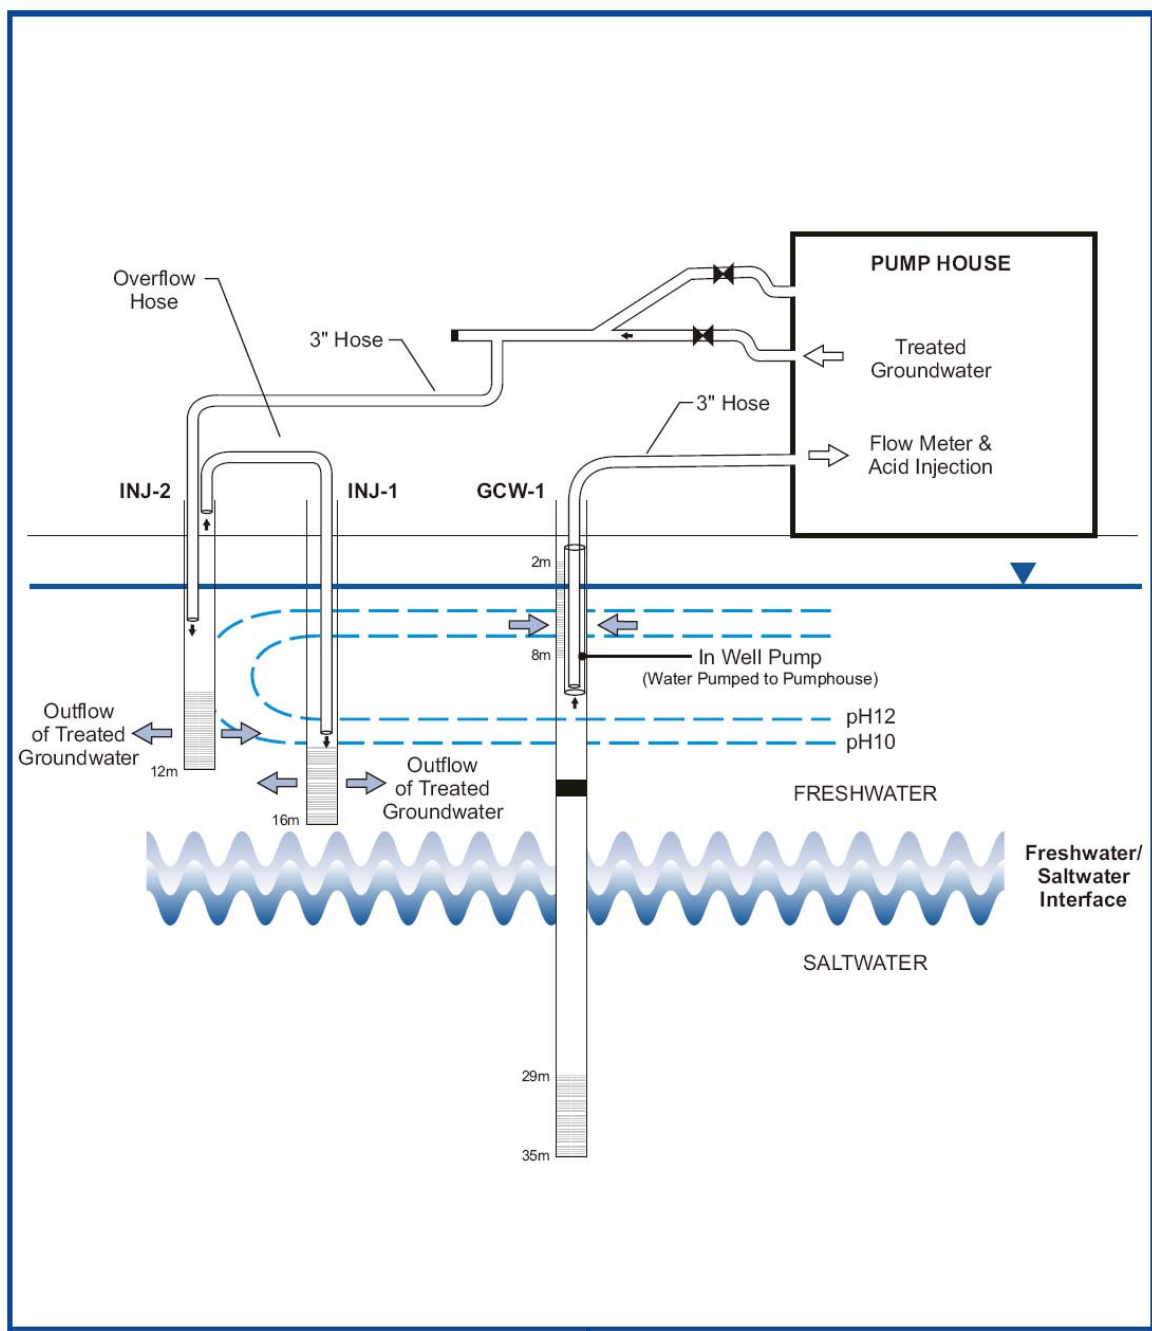 PUMP HOUSE
Overflow
Hose
3" Hose
Treated
Groundwater
3" Hose
Flow Meter &
Acid Injection
INJ-2
INJ-1
GCW-1
2m
8m
In Well Pump
(Water Pumped to Pumphouse)
Outflow
of Treated
Groundwater
pH12
pH10
12m
Outflow
of Treated
Groundwater
16m
FRESHWATER
Freshwater/
Saltwater
Interface
SALTWATER
29m
35m